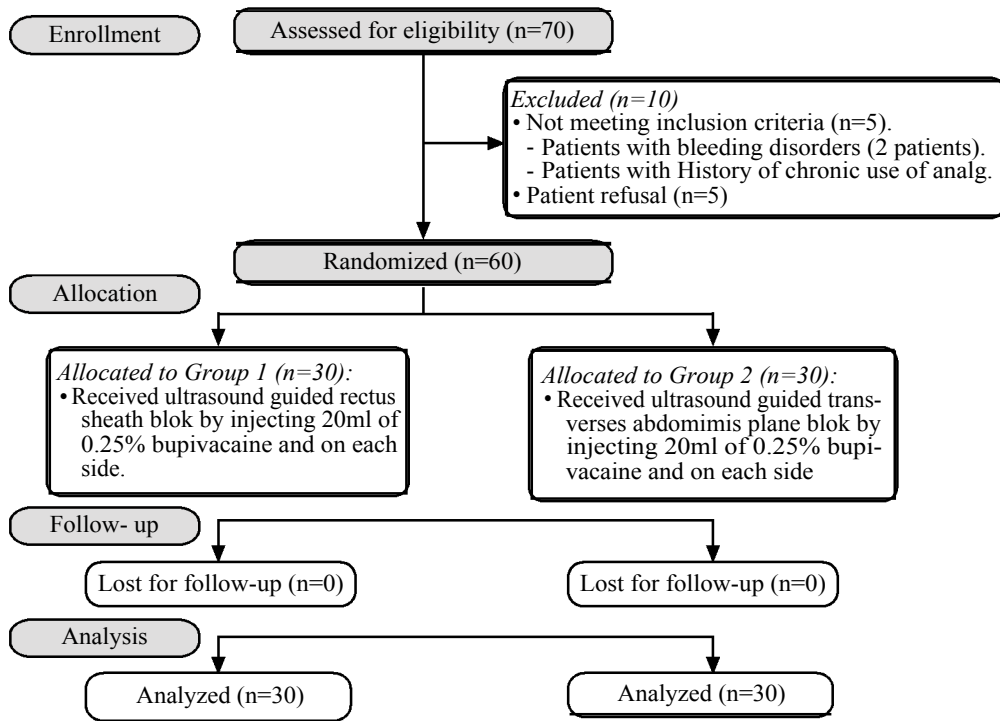 Enrollment
Assessed for eligibility (n=70)
Excluded (n=10)
• Not meeting inclusion criteria (n=5).
- Patients with bleeding disorders (2 patients).
- Patients with History of chronic use of analg.
• Patient refusal (n=5)
Randomized (n=60)
Allocation
Allocated to Group 1 (n=30):
• Received ultrasound guided rectus
sheath blok by injecting 20ml of
0.25% bupivacaine and on each
side.
Allocated to Group 2 (n=30):
• Received ultrasound guided trans-
verses abdomimis plane blok by
injecting 20ml of 0.25% bupi-
vacaine and on each side
Follow- up
Lost for follow-up (n=0)
Lost for follow-up (n=0)
Analysis
Analyzed (n=30)
Analyzed (n=30)